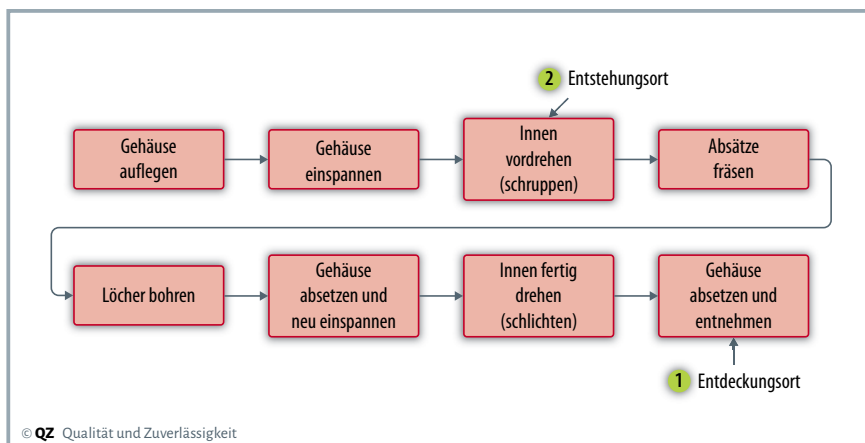 2 Entstehungsort
Gehäuse
auflegen
Gehäuse
einspannen
Innen
vordrehen
(schruppen)
Absätze
fräsen
Löcher bohren
Gehäuse
absetzen und
neu einspannen
Innen fertig
drehen
(schlichten)
Gehäuse
absetzen und
entnehmen
1 Entdeckungsort
© QZ Qualität und Zuverlässigkeit